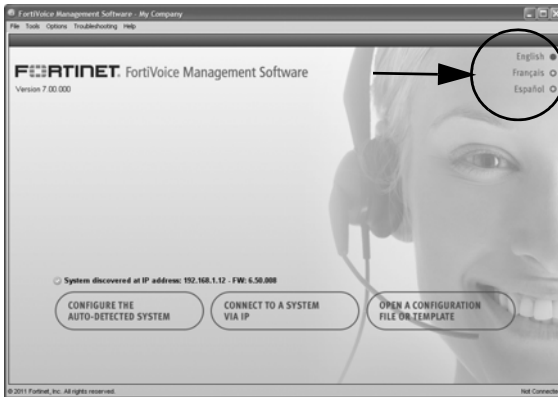 FortiVoice Management Software - My Company
File Tools Options Troubleshooting Help
English
FORTINET. FortiVoice Management Software
Français
Version 7.00.000
Español
System discovered at IP address: 192.168.1.12 - FW: 6.50.008
CONFIGURE THE
AUTO-DETECTED SYSTEM
CONNECT TO A SYSTEM
VIA IP
OPEN A CONFIGURATION
FILE OR TEMPLATE
© 2011 Fortinet, Inc. All rights reserved.
Not Connected